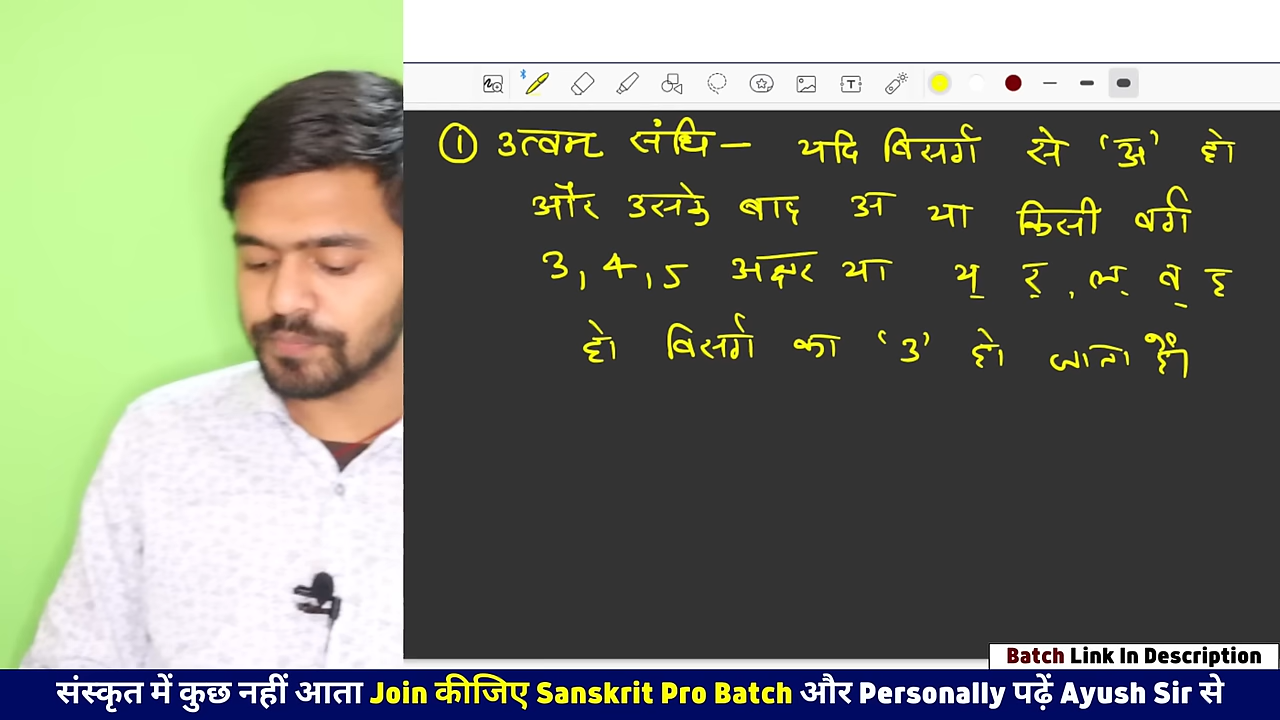 ① उत्वम संधि – यदि विसर्ग से 'अ' हो
और उसके बाद अ या किसी वर्ग
3, 4, 5 अक्षर या य् र् , ल् व् ह
हो विसर्ग का 'उ' हो जाता है।
Batch Link In Description
संस्कृत में कुछ नहीं आता Join कीजिए Sanskrit Pro Batch और Personally पढ़ें Ayush Sir से